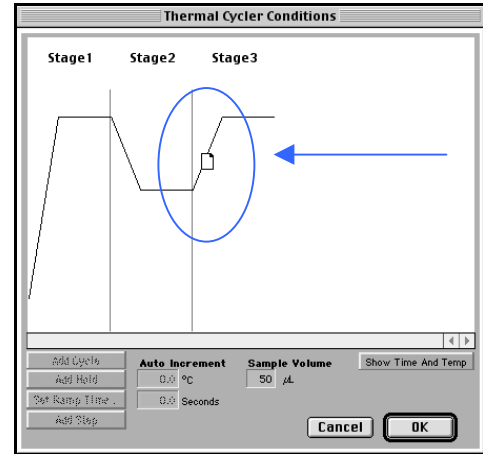 Thermal Cycler Conditions
Stage1 Stage2 Stage3
Add Cycle
Add Hold
Set Ramp Time .
Add Step
Auto Increment
0.0 °C
0.0 Seconds
Sample Volume
50 µL
Show Time And Temp
Cancel OK